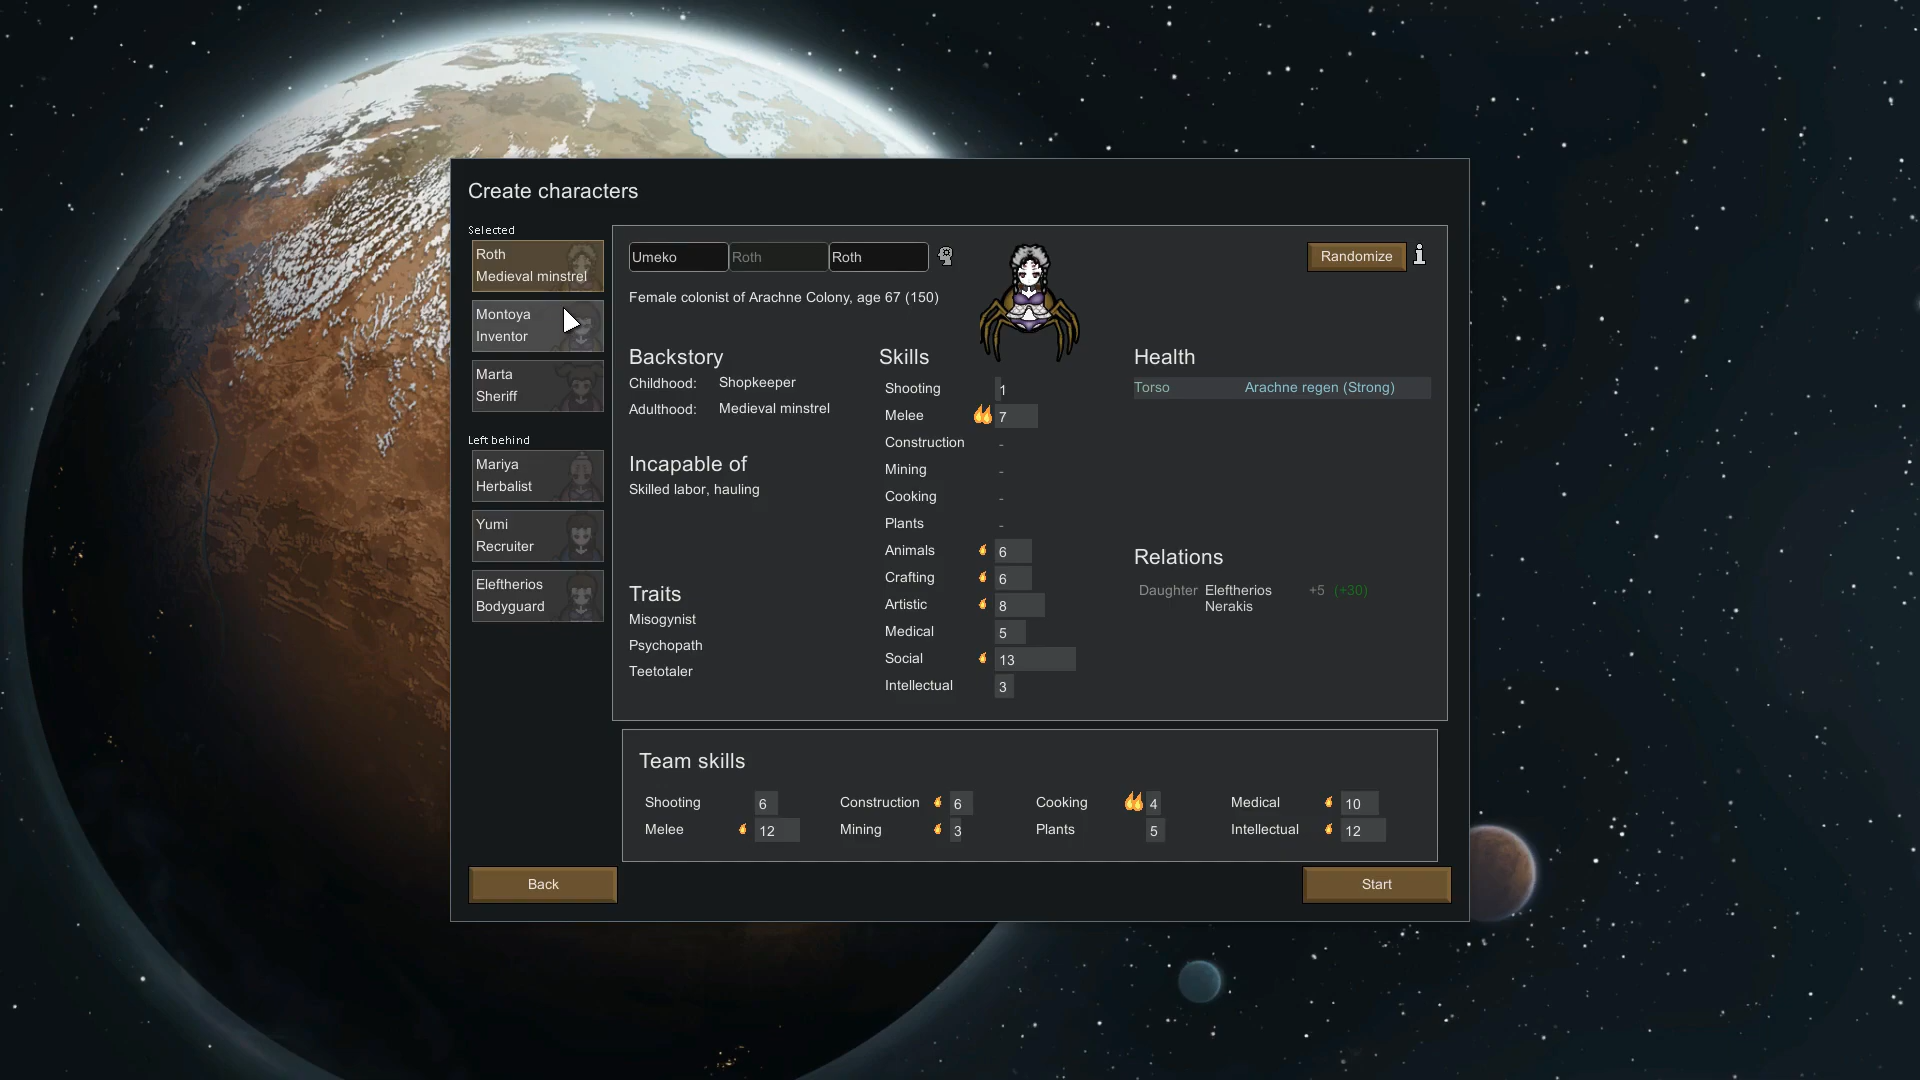 Create characters
Selected
Roth
Medieval minstrel
Montoya
Inventor
Marta
Sheriff
Left behind
Mariya
Herbalist
Yumi
Recruiter
Eleftherios
Bodyguard
Umeko Roth Roth
Randomize
Female colonist of Arachne Colony, age 67 (150)
Backstory
Childhood: Shopkeeper
Adulthood: Medieval minstrel
Incapable of
Skilled labor, hauling
Traits
Misogynist
Psychopath
Teetotaler
Skills
Shooting 1
Melee 7
Construction -
Mining -
Cooking -
Plants -
Animals 6
Crafting 6
Artistic 8
Medical 5
Social 13
Intellectual 3
Health
Torso Arachne regen (Strong)
Relations
Daughter Eleftherios +5 (+30)
Nerakis
Team skills
Shooting 6 Construction 6 Cooking 4 Medical 10
Melee 12 Mining 3 Plants 5 Intellectual 12
Back
Start